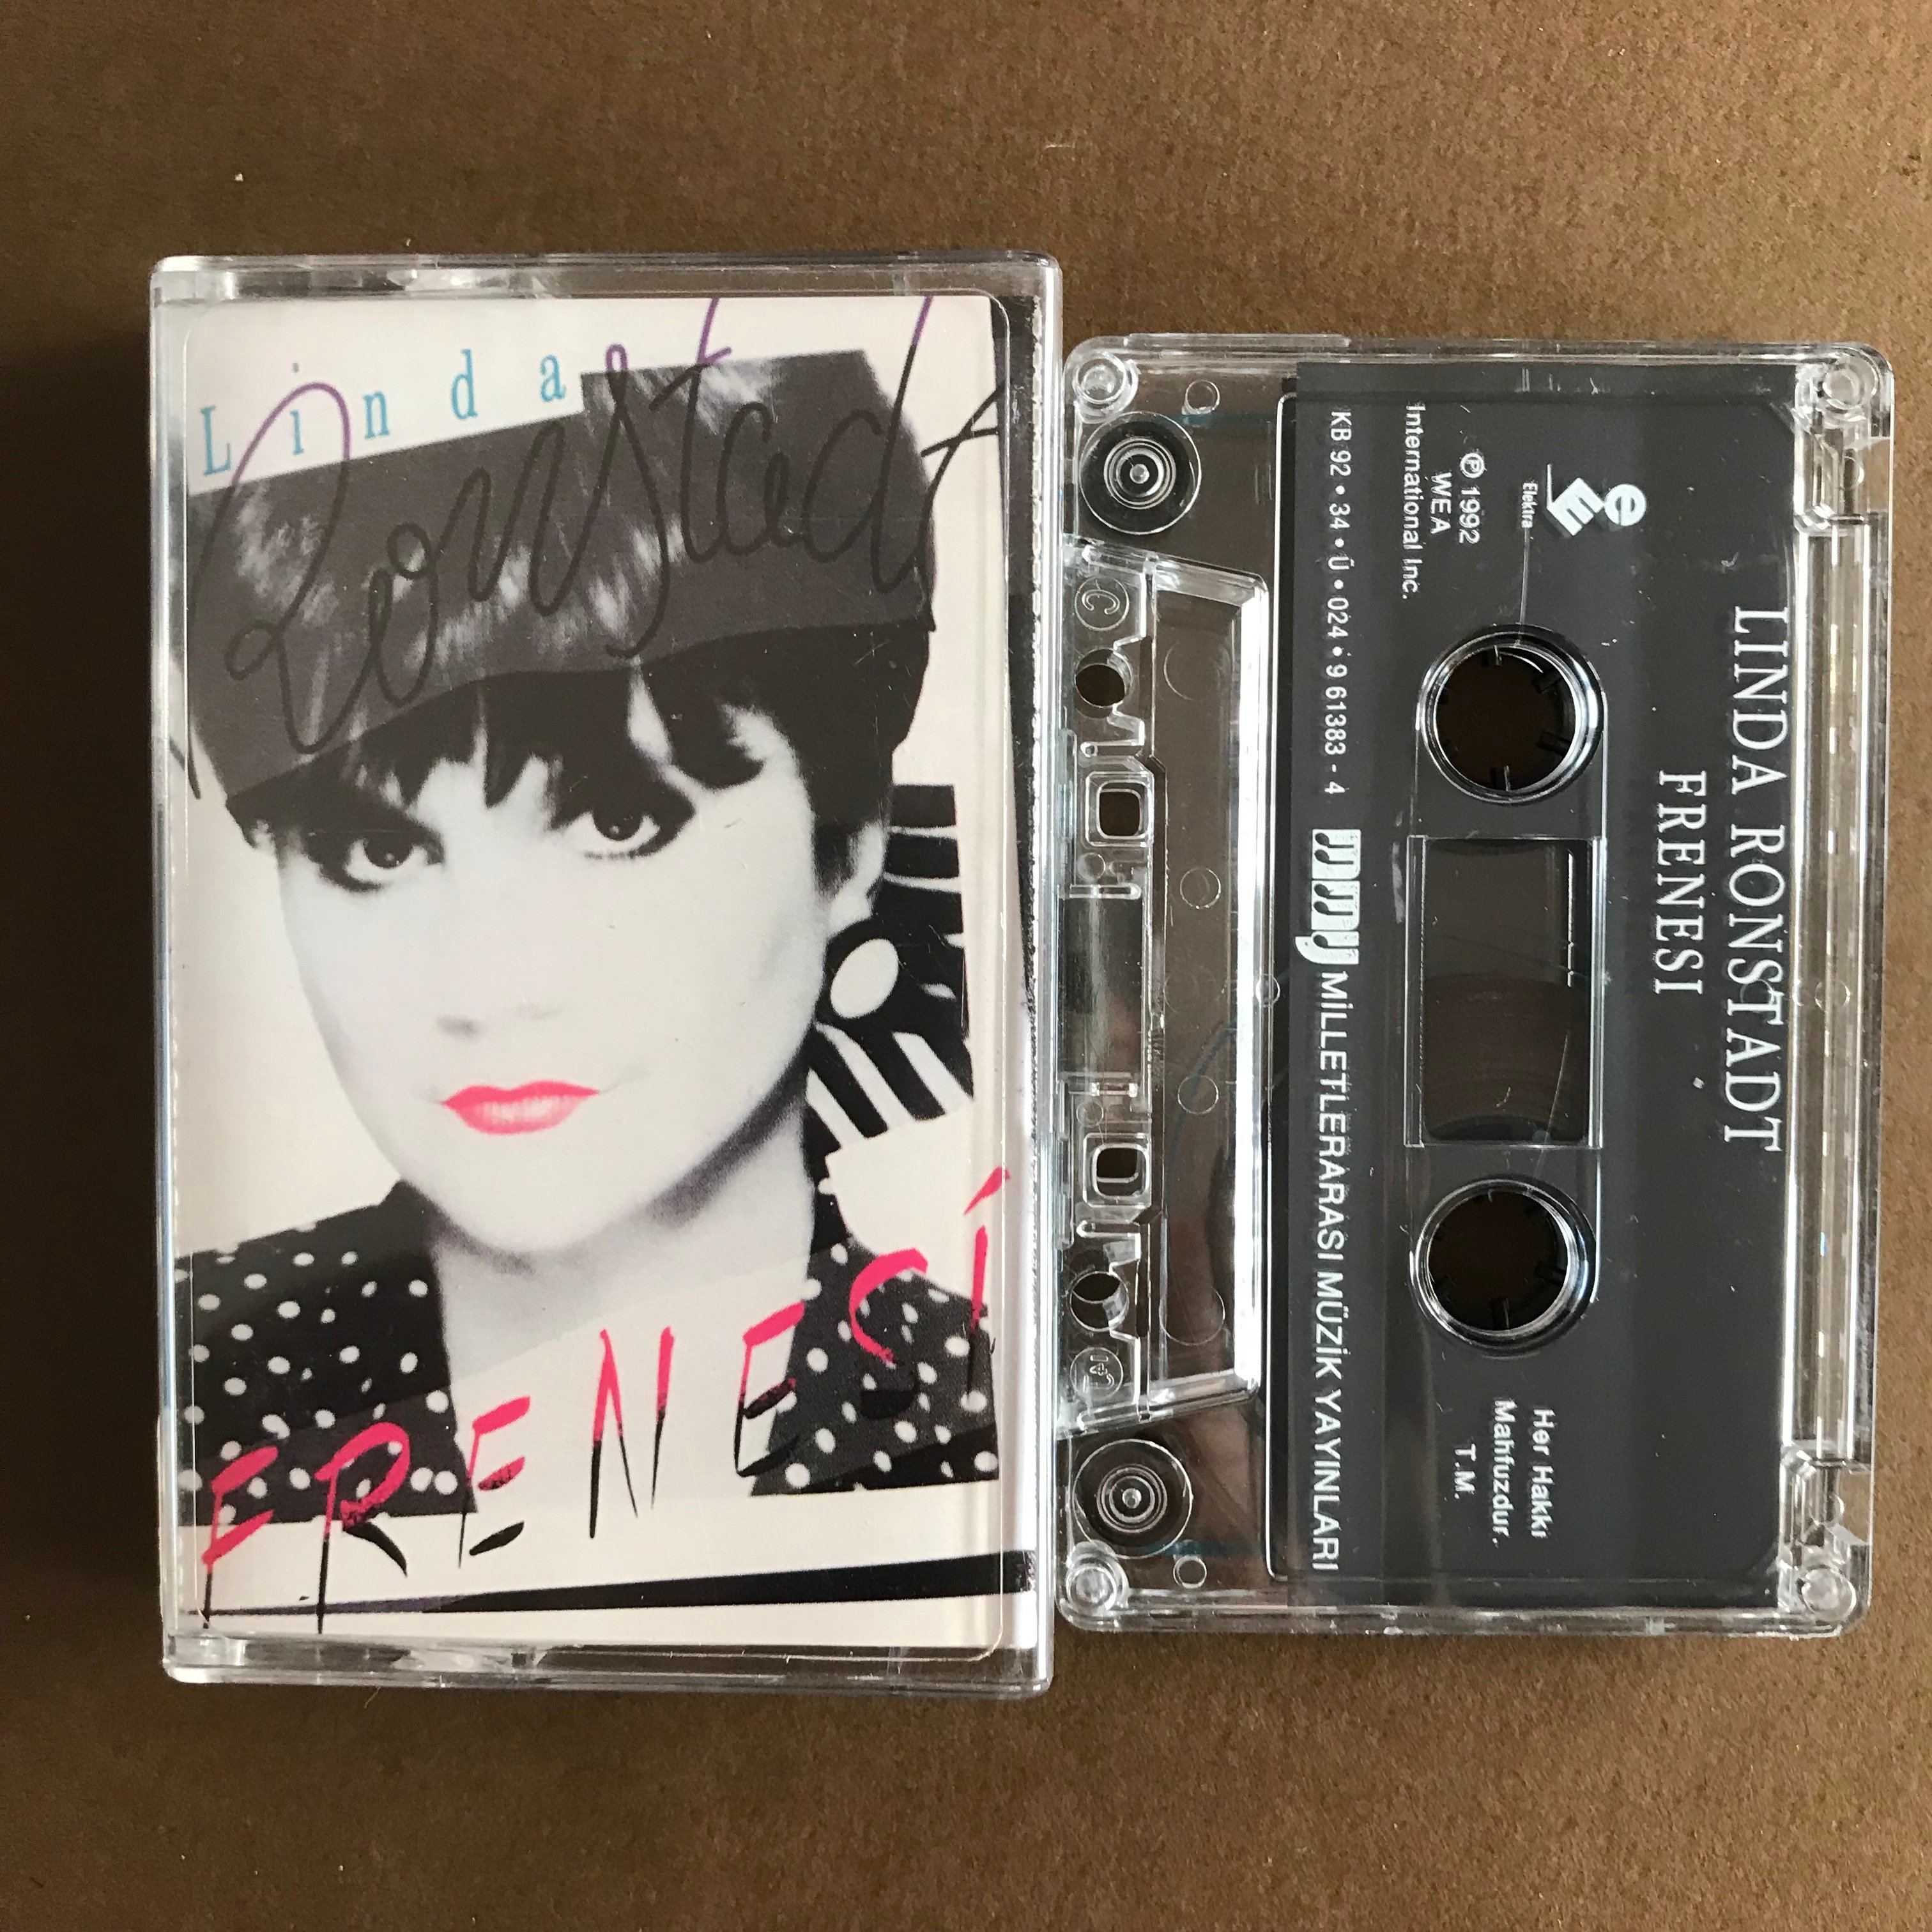 Linda
Ronstadt
FRENESÍ
LINDA RONSTADT
FRENESI
e
E
Elektra
℗ 1992
WEA
International Inc.
Her Hakkı
Mahfuzdur.
T.M.
KB 92 • 34 • Ü • 024 • 9 61383 - 4
mmy MİLLETLERARASI MÜZİK YAYINLARI